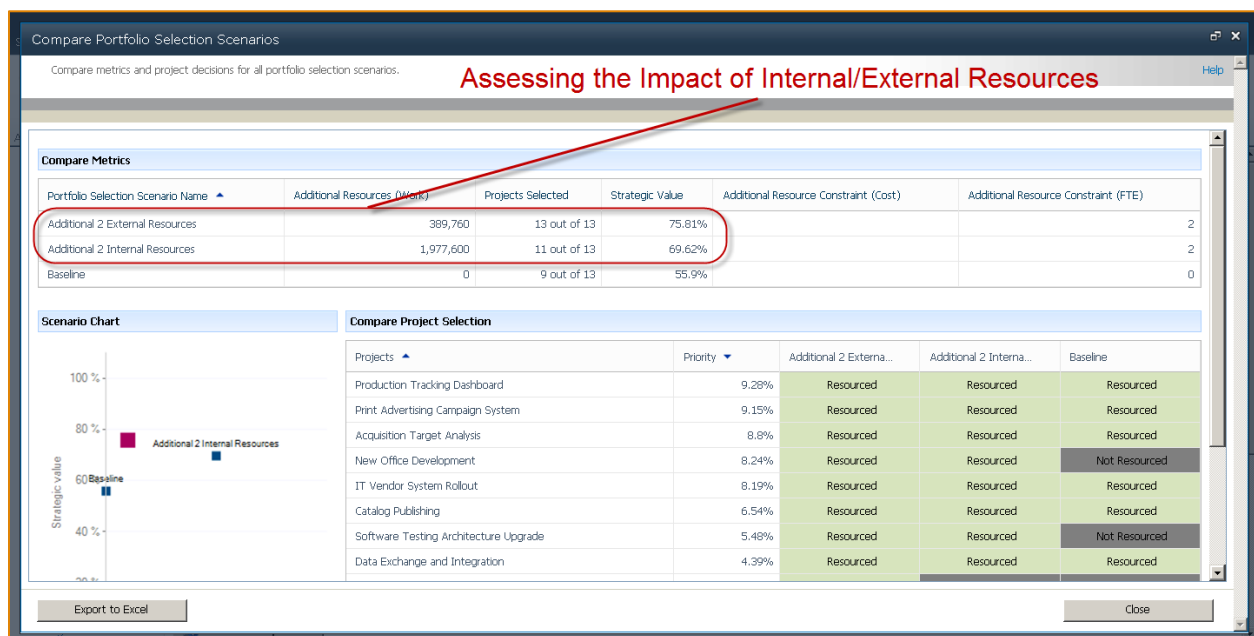 Compare Portfolio Selection Scenarios
Compare metrics and project decisions for all portfolio selection scenarios.
Assessing the Impact of Internal/External Resources
Help
Compare Metrics
Portfolio Selection Scenario Name Additional Resources (Work) Projects Selected Strategic Value Additional Resource Constraint (Cost) Additional Resource Constraint (FTE)
Additional 2 External Resources 389,760 13 out of 13 75.81% 2
Additional 2 Internal Resources 1,977,600 11 out of 13 69.62% 2
Baseline 0 9 out of 13 55.9% 0
Scenario Chart
100 %
80 %
Additional 2 Internal Resources
60 Baseline
40 %
Strategic value
Compare Project Selection
Projects Priority Additional 2 Externa... Additional 2 Interna... Baseline
Production Tracking Dashboard 9.28% Resourced Resourced Resourced
Print Advertising Campaign System 9.15% Resourced Resourced Resourced
Acquisition Target Analysis 8.8% Resourced Resourced Resourced
New Office Development 8.24% Resourced Resourced Not Resourced
IT Vendor System Rollout 8.19% Resourced Resourced Resourced
Catalog Publishing 6.54% Resourced Resourced Resourced
Software Testing Architecture Upgrade 5.48% Resourced Resourced Not Resourced
Data Exchange and Integration 4.39% Resourced Resourced Resourced
Export to Excel
Close